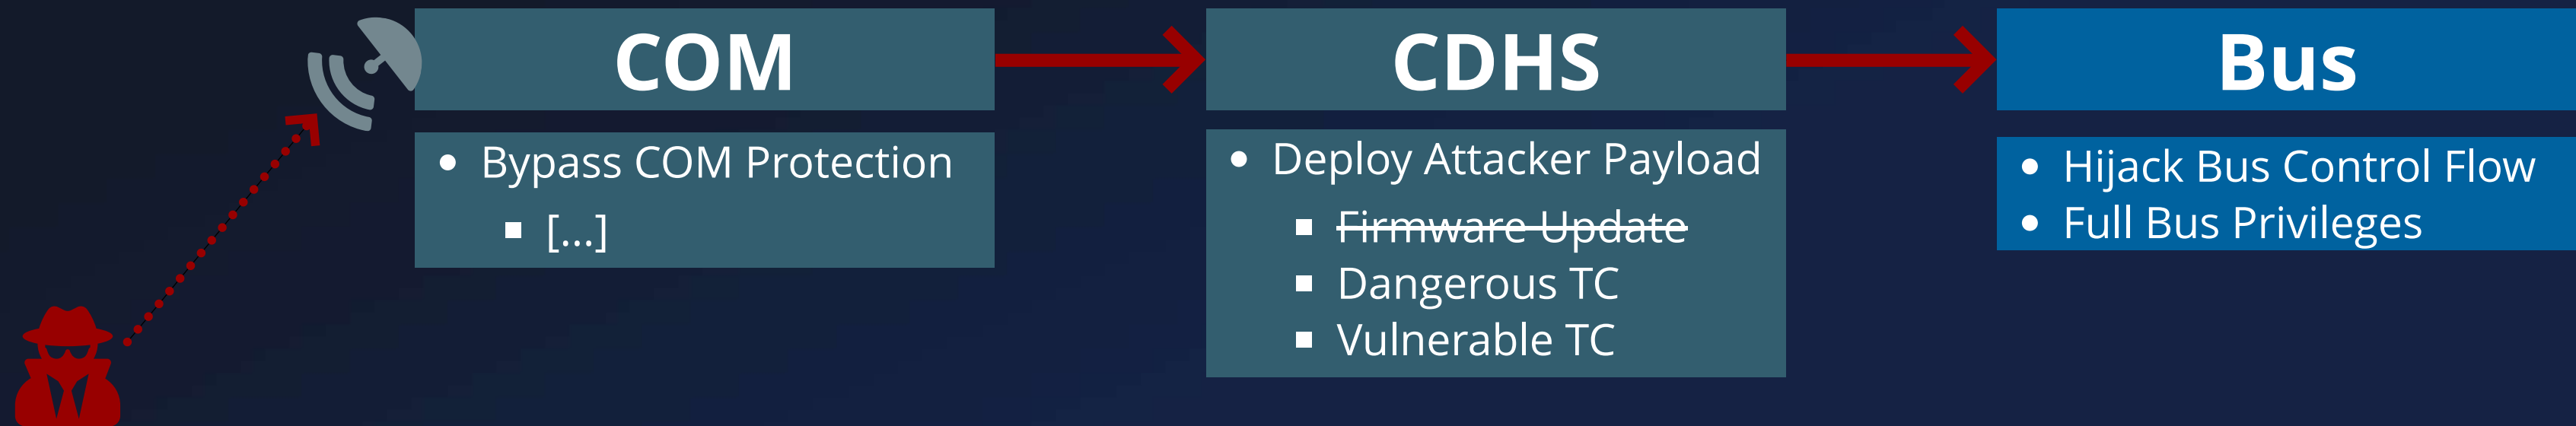 COM
Bypass COM Protection
[...]
CDHS
Deploy Attacker Payload
Firmware Update
Dangerous TC
Vulnerable TC
Bus
Hijack Bus Control Flow
Full Bus Privileges